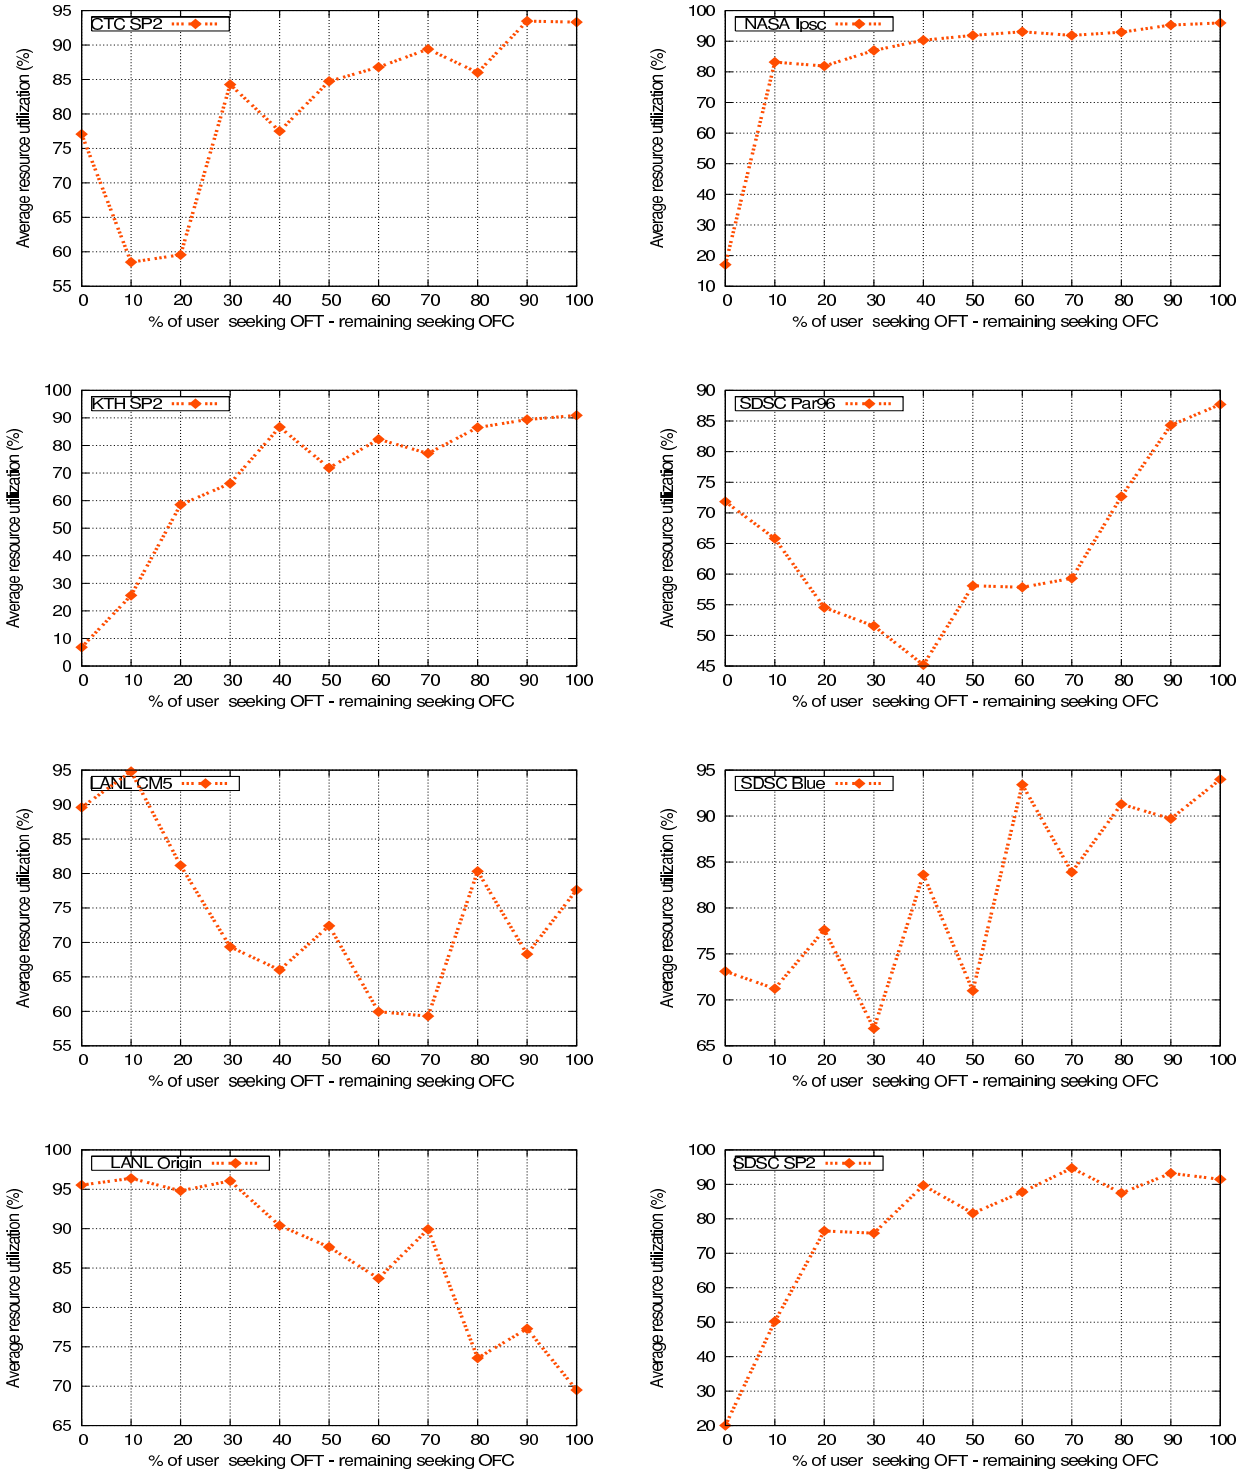 CTC SP2
95
90
85
80
75
70
65
60
55
0 10 20 30 40 50 60 70 80 90 100
Average resource utilization (%)
% of user seeking OFT - remaining seeking OFC
NASA Ipsc
100
90
80
70
60
50
40
30
20
10
0 10 20 30 40 50 60 70 80 90 100
Average resource utilization (%)
% of user seeking OFT - remaining seeking OFC
KTH SP2
100
90
80
70
60
50
40
30
20
10
0
0 10 20 30 40 50 60 70 80 90 100
Average resource utilization (%)
% of user seeking OFT - remaining seeking OFC
SDSC Par96
90
85
80
75
70
65
60
55
50
45
0 10 20 30 40 50 60 70 80 90 100
Average resource utilization (%)
% of user seeking OFT - remaining seeking OFC
LANL CM5
95
90
85
80
75
70
65
60
55
0 10 20 30 40 50 60 70 80 90 100
Average resource utilization (%)
% of user seeking OFT - remaining seeking OFC
SDSC Blue
95
90
85
80
75
70
65
0 10 20 30 40 50 60 70 80 90 100
Average resource utilization (%)
% of user seeking OFT - remaining seeking OFC
LANL Origin
100
95
90
85
80
75
70
65
0 10 20 30 40 50 60 70 80 90 100
Average resource utilization (%)
% of user seeking OFT - remaining seeking OFC
SDSC SP2
100
90
80
70
60
50
40
30
20
0 10 20 30 40 50 60 70 80 90 100
Average resource utilization (%)
% of user seeking OFT - remaining seeking OFC